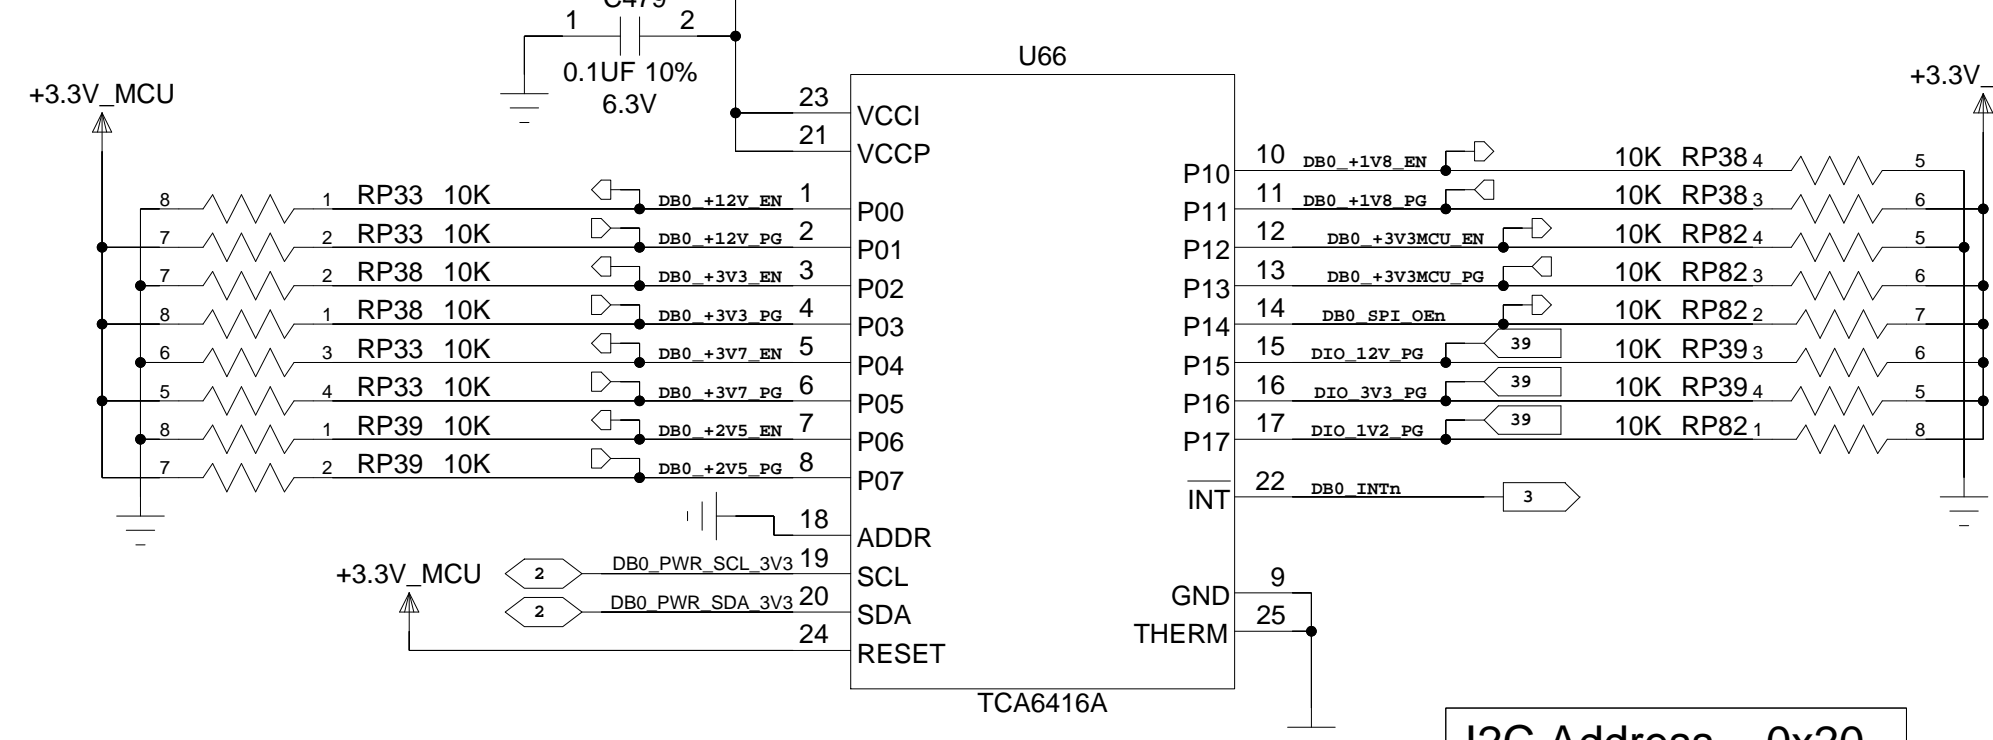 C479
1 2
0.1UF 10%
6.3V
U66
+3.3V_MCU
+3.3V_
23 VCCI
21 VCCP
8 1 RP33 10K DB0_+12V_EN 1 P00
7 2 RP33 10K DB0_+12V_PG 2 P01
7 2 RP38 10K DB0_+3V3_EN 3 P02
8 1 RP38 10K DB0_+3V3_PG 4 P03
6 3 RP33 10K DB0_+3V7_EN 5 P04
5 4 RP33 10K DB0_+3V7_PG 6 P05
8 1 RP39 10K DB0_+2V5_EN 7 P06
7 2 RP39 10K DB0_+2V5_PG 8 P07
18 ADDR
2 DB0_PWR_SCL_3V3 19 SCL
2 DB0_PWR_SDA_3V3 20 SDA
+3.3V_MCU
24 RESET
P10 10 DB0_+1V8_EN 10K RP38 4 5
P11 11 DB0_+1V8_PG 10K RP38 3 6
P12 12 DB0_+3V3MCU_EN 10K RP82 4 5
P13 13 DB0_+3V3MCU_PG 10K RP82 3 6
P14 14 DB0_SPI_OEn 10K RP82 2 7
P15 15 DIO_12V_PG 39 10K RP39 3 6
P16 16 DIO_3V3_PG 39 10K RP39 4 5
P17 17 DIO_1V2_PG 39 10K RP82 1 8
INT 22 DB0_INTn 3
GND 9
THERM 25
TCA6416A
I2C Address 0x20